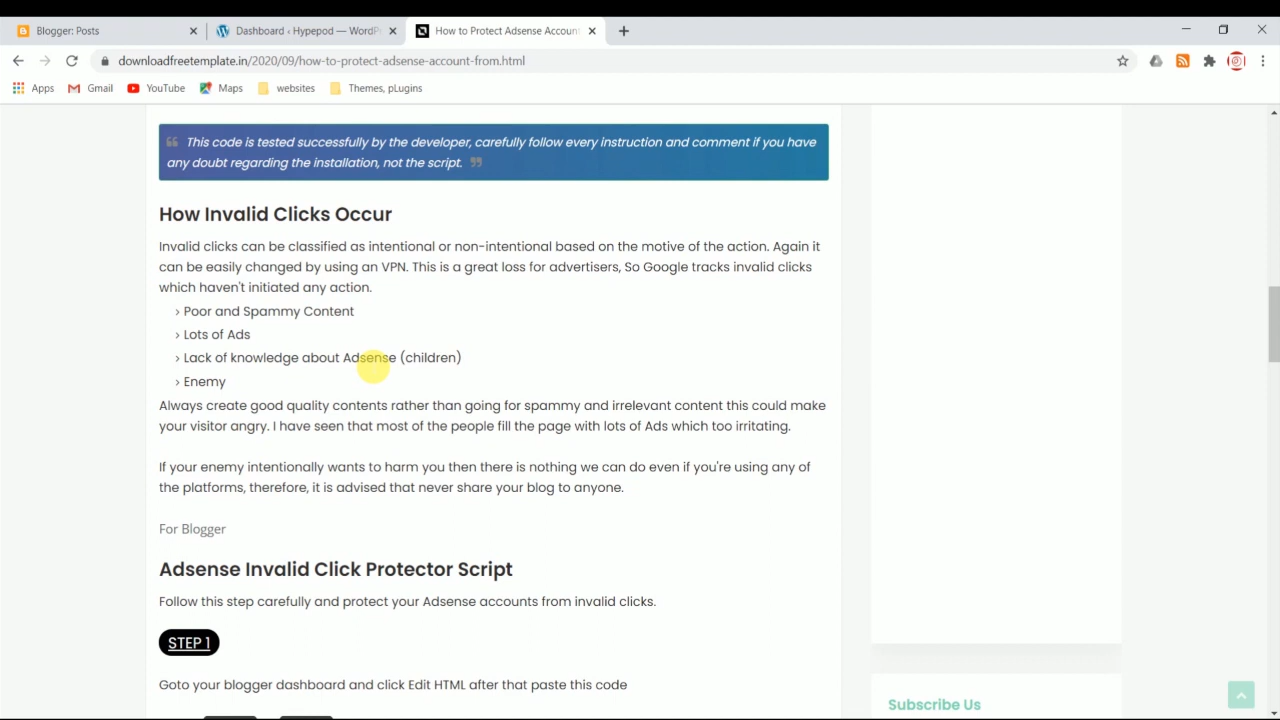 Blogger: Posts
Dashboard ‹ Hypepod — WordP
How to Protect Adsense Accoun
downloadfreetemplate.in/2020/09/how-to-protect-adsense-account-from.html
Apps
Gmail
YouTube
Maps
websites
Themes, pLugins
This code is tested successfully by the developer, carefully follow every instruction and comment if you have
any doubt regarding the installation, not the script.
How Invalid Clicks Occur
Invalid clicks can be classified as intentional or non-intentional based on the motive of the action. Again it
can be easily changed by using an VPN. This is a great loss for advertisers, So Google tracks invalid clicks
which haven't initiated any action.
› Poor and Spammy Content
› Lots of Ads
› Lack of knowledge about Adsense (children)
› Enemy
Always create good quality contents rather than going for spammy and irrelevant content this could make
your visitor angry. I have seen that most of the people fill the page with lots of Ads which too irritating.
If your enemy intentionally wants to harm you then there is nothing we can do even if you're using any of
the platforms, therefore, it is advised that never share your blog to anyone.
For Blogger
Adsense Invalid Click Protector Script
Follow this step carefully and protect your Adsense accounts from invalid clicks.
STEP 1
Goto your blogger dashboard and click Edit HTML after that paste this code
Subscribe Us